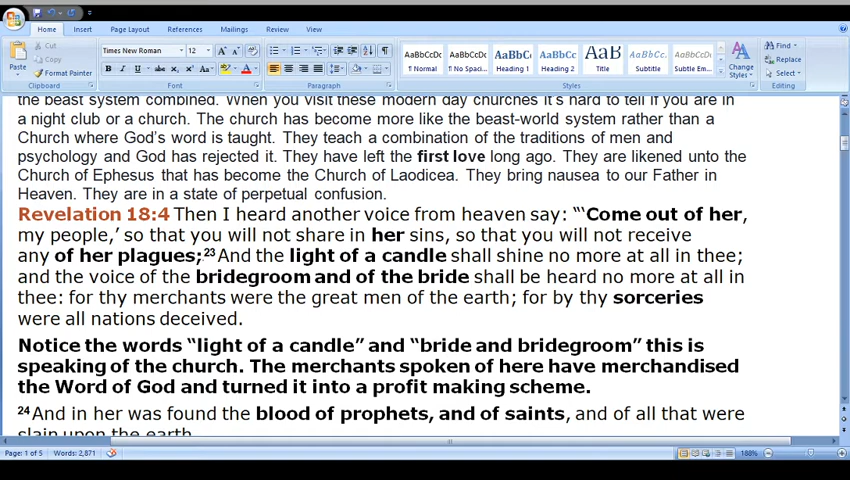 Home Insert Page Layout References Mailings Review View
Cut
Copy
Paste
Format Painter
Clipboard
Times New Roman 12
Font
Paragraph
AaBbCcDc AaBbCcDc AaBbC AaBbCc AaB AaBbCc AaBbCcDc
¶ Normal ¶ No Spaci... Heading 1 Heading 2 Title Subtitle Subtle Em...
Styles
Change
Styles
Find
Replace
Select
Editing
the beast system combined. When you visit these modern day churches it's hard to tell if you are in
a night club or a church. The church has become more like the beast-world system rather than a
Church where God's word is taught. They teach a combination of the traditions of men and
psychology and God has rejected it. They have left the first love long ago. They are likened unto the
Church of Ephesus that has become the Church of Laodicea. They bring nausea to our Father in
Heaven. They are in a state of perpetual confusion.
Revelation 18:4 Then I heard another voice from heaven say: “‘Come out of her,
my people,’ so that you will not share in her sins, so that you will not receive
any of her plagues;²³And the light of a candle shall shine no more at all in thee;
and the voice of the bridegroom and of the bride shall be heard no more at all in
thee: for thy merchants were the great men of the earth; for by thy sorceries
were all nations deceived.
Notice the words “light of a candle” and “bride and bridegroom” this is
speaking of the church. The merchants spoken of here have merchandised
the Word of God and turned it into a profit making scheme.
²⁴And in her was found the blood of prophets, and of saints, and of all that were
slain upon the earth
Page: 1 of 5 Words: 2,871 188%